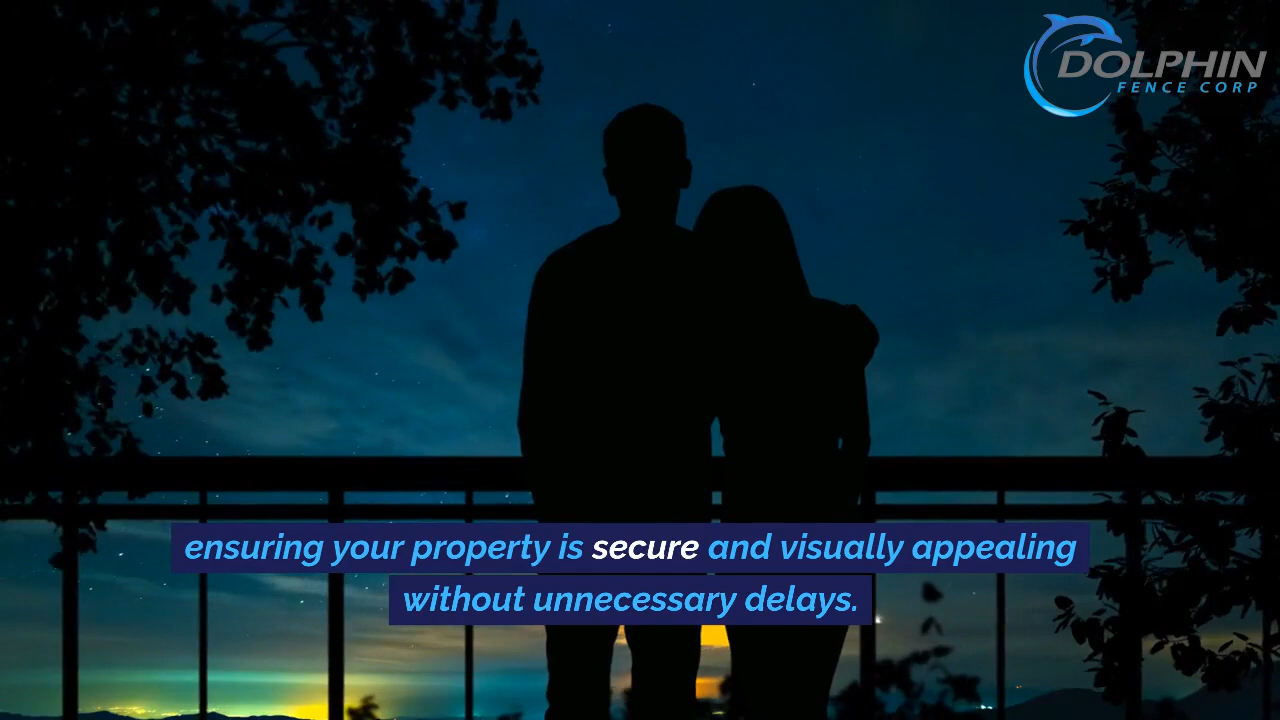 DOLPHIN
FENCE CORP
ensuring your property is secure and visually appealing
without unnecessary delays.